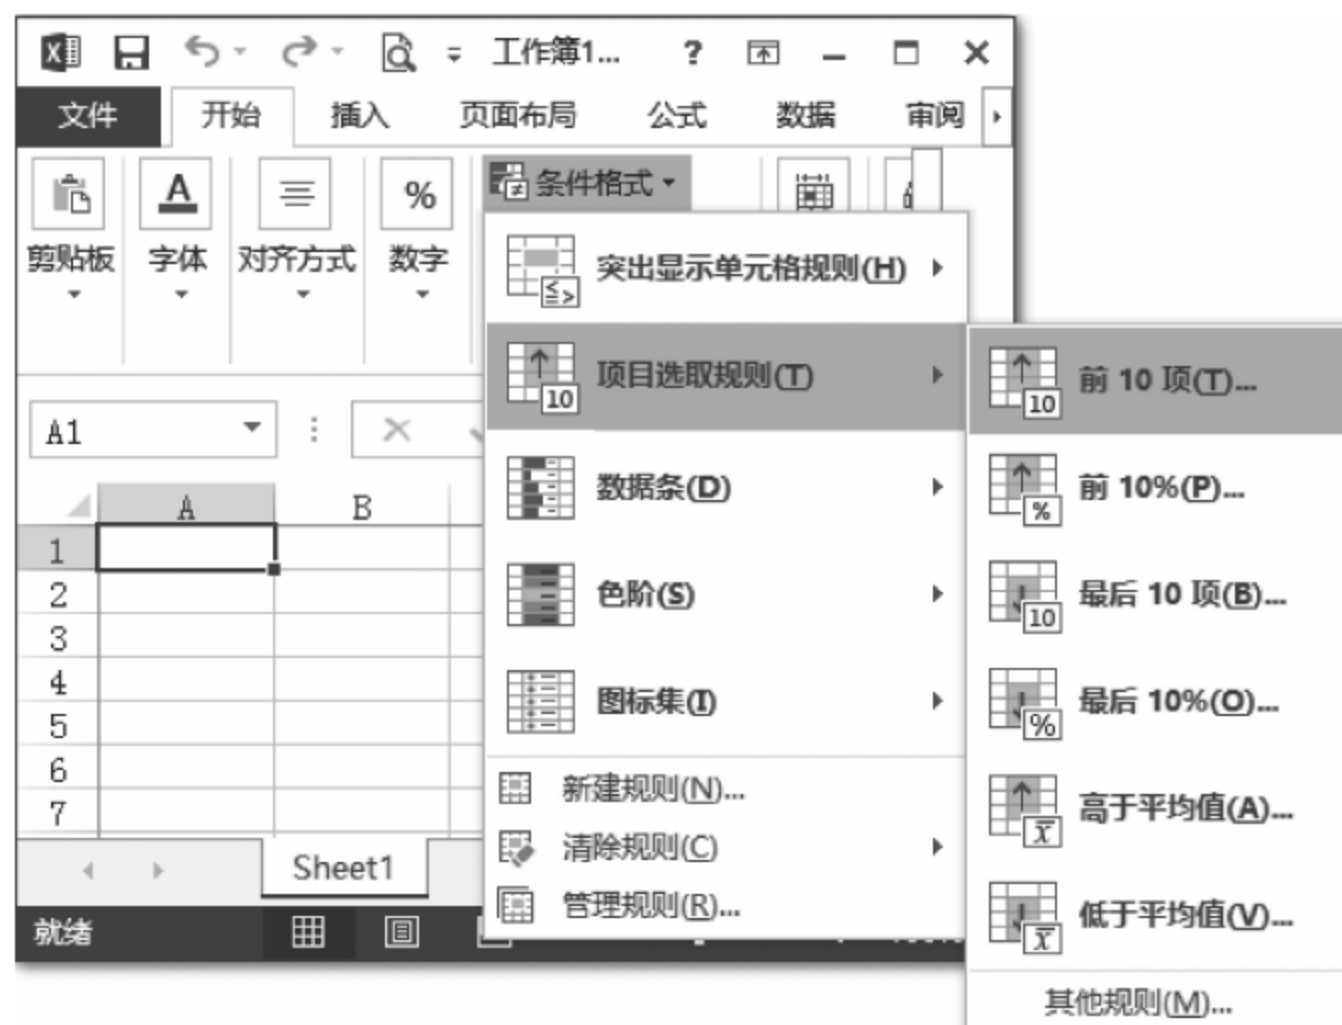 工作簿1...
?
文件 开始 插入 页面布局 公式 数据 审阅
剪贴板 字体 对齐方式 % 数字 条件格式
A1
A B
1
2
3
4
5
6
7
Sheet1
就绪
突出显示单元格规则(H)
项目选取规则(T)
数据条(D)
色阶(S)
图标集(I)
新建规则(N)...
清除规则(C)
管理规则(R)...
前 10 项(T)...
前 10%(P)...
最后 10 项(B)...
最后 10%(O)...
高于平均值(A)...
低于平均值(V)...
其他规则(M)...